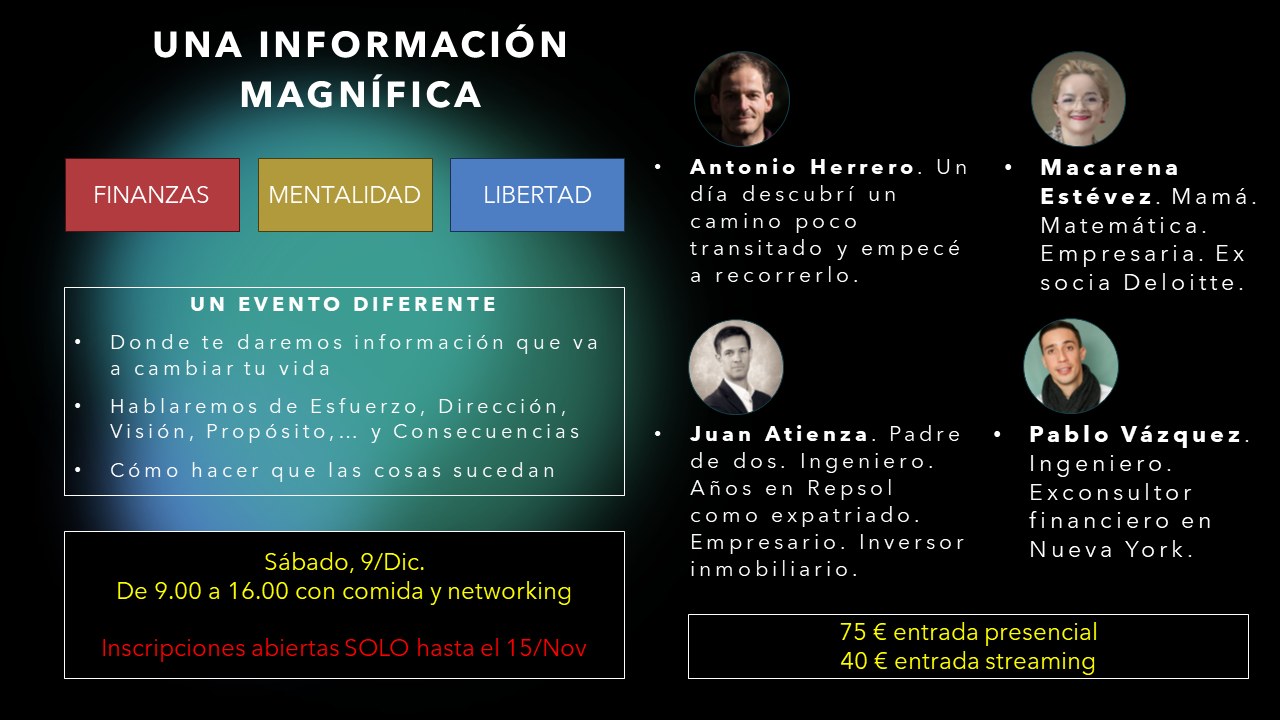 UNA INFORMACIÓN
MAGNÍFICA
FINANZAS
MENTALIDAD
LIBERTAD
UN EVENTO DIFERENTE
• Donde te daremos información que va
a cambiar tu vida
• Hablaremos de Esfuerzo, Dirección,
Visión, Propósito,… y Consecuencias
• Cómo hacer que las cosas sucedan
Sábado, 9/Dic.
De 9.00 a 16.00 con comida y networking
Inscripciones abiertas SOLO hasta el 15/Nov
• Antonio Herrero. Un
día descubrí un
camino poco
transitado y empecé
a recorrerlo.
• Macarena
Estévez. Mamá.
Matemática.
Empresaria. Ex
socia Deloitte.
• Juan Atienza. Padre
de dos. Ingeniero.
Años en Repsol
como expatriado.
Empresario. Inversor
inmobiliario.
• Pablo Vázquez.
Ingeniero.
Exconsultor
financiero en
Nueva York.
75 € entrada presencial
40 € entrada streaming